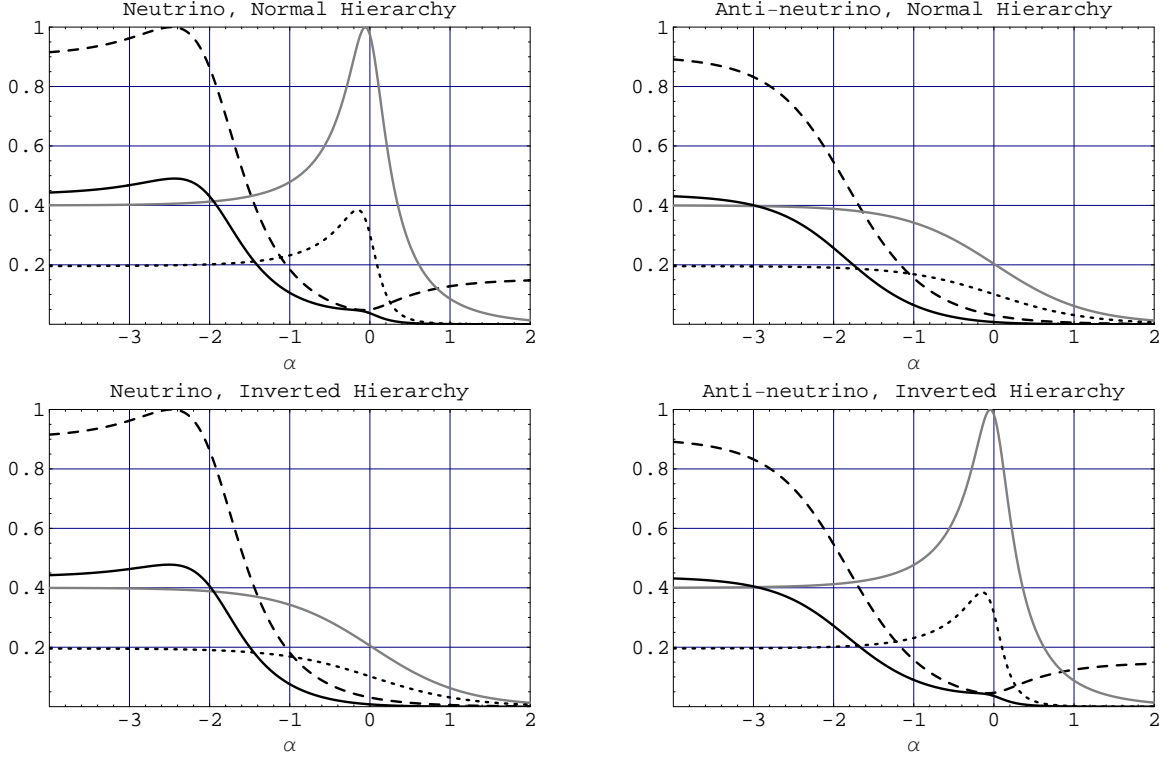 Neutrino, Normal Hierarchy
1
0.8
0.6
0.4
0.2
-3 -2 -1 0 1 2
α
Anti-neutrino, Normal Hierarchy
1
0.8
0.6
0.4
0.2
-3 -2 -1 0 1 2
α
Neutrino, Inverted Hierarchy
1
0.8
0.6
0.4
0.2
-3 -2 -1 0 1 2
α
Anti-neutrino, Inverted Hierarchy
1
0.8
0.6
0.4
0.2
-3 -2 -1 0 1 2
α